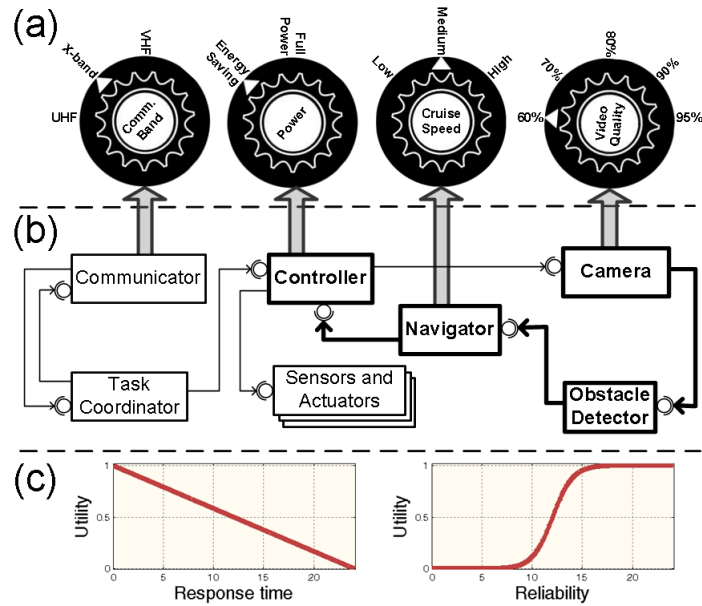 (a)
UHF
X-band
VHF
Comm.
Band
Energy
Saving
Full
Power
Power
Low
Medium
High
Cruise
Speed
60%
70%
80%
90%
95%
Video
Quality
(b)
Communicator
Controller
Camera
Navigator
Task
Coordinator
Sensors and
Actuators
Obstacle
Detector
(c)
Utility
1
0.5
0
0
5
10
15
20
Response time
Utility
1
0.5
0
0
5
10
15
20
Reliability